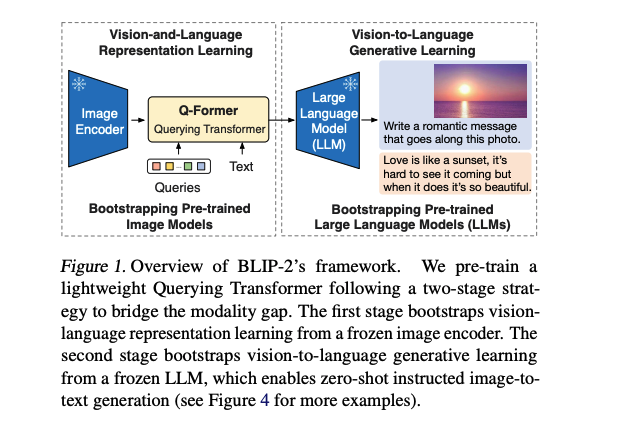 Vision-and-Language
Representation Learning
Vision-to-Language
Generative Learning
Image
Encoder
Q-Former
Querying Transformer
Queries
Text
Bootstrapping Pre-trained
Image Models
Large
Language
Model
(LLM)
Write a romantic message
that goes along this photo.
Love is like a sunset, it's
hard to see it coming but
when it does it's so beautiful.
Bootstrapping Pre-trained
Large Language Models (LLMs)
Figure 1. Overview of BLIP-2's framework. We pre-train a
lightweight Querying Transformer following a two-stage strat-
egy to bridge the modality gap. The first stage bootstraps vision-
language representation learning from a frozen image encoder. The
second stage bootstraps vision-to-language generative learning
from a frozen LLM, which enables zero-shot instructed image-to-
text generation (see Figure 4 for more examples).